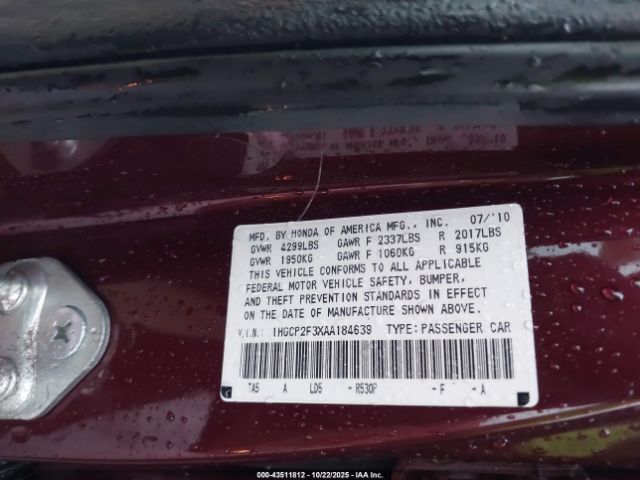 MFD. BY HONDA OF AMERICA MFG., INC. 07/'10
GVWR 4299LBS GAWR F 2337LBS R 2017LBS
GVWR 1950KG GAWR F 1060KG R 915KG
THIS VEHICLE CONFORMS TO ALL APPLICABLE
FEDERAL MOTOR VEHICLE SAFETY, BUMPER,
AND THEFT PREVENTION STANDARDS IN EFFECT
ON THE DATE OF MANUFACTURE SHOWN ABOVE.
V.I.N.: 1HGCP2F3XAA184639 TYPE: PASSENGER CAR
TA5 A LD5 - R530P - F - A
000-43511812 - 10/22/2025 - IAA Inc.